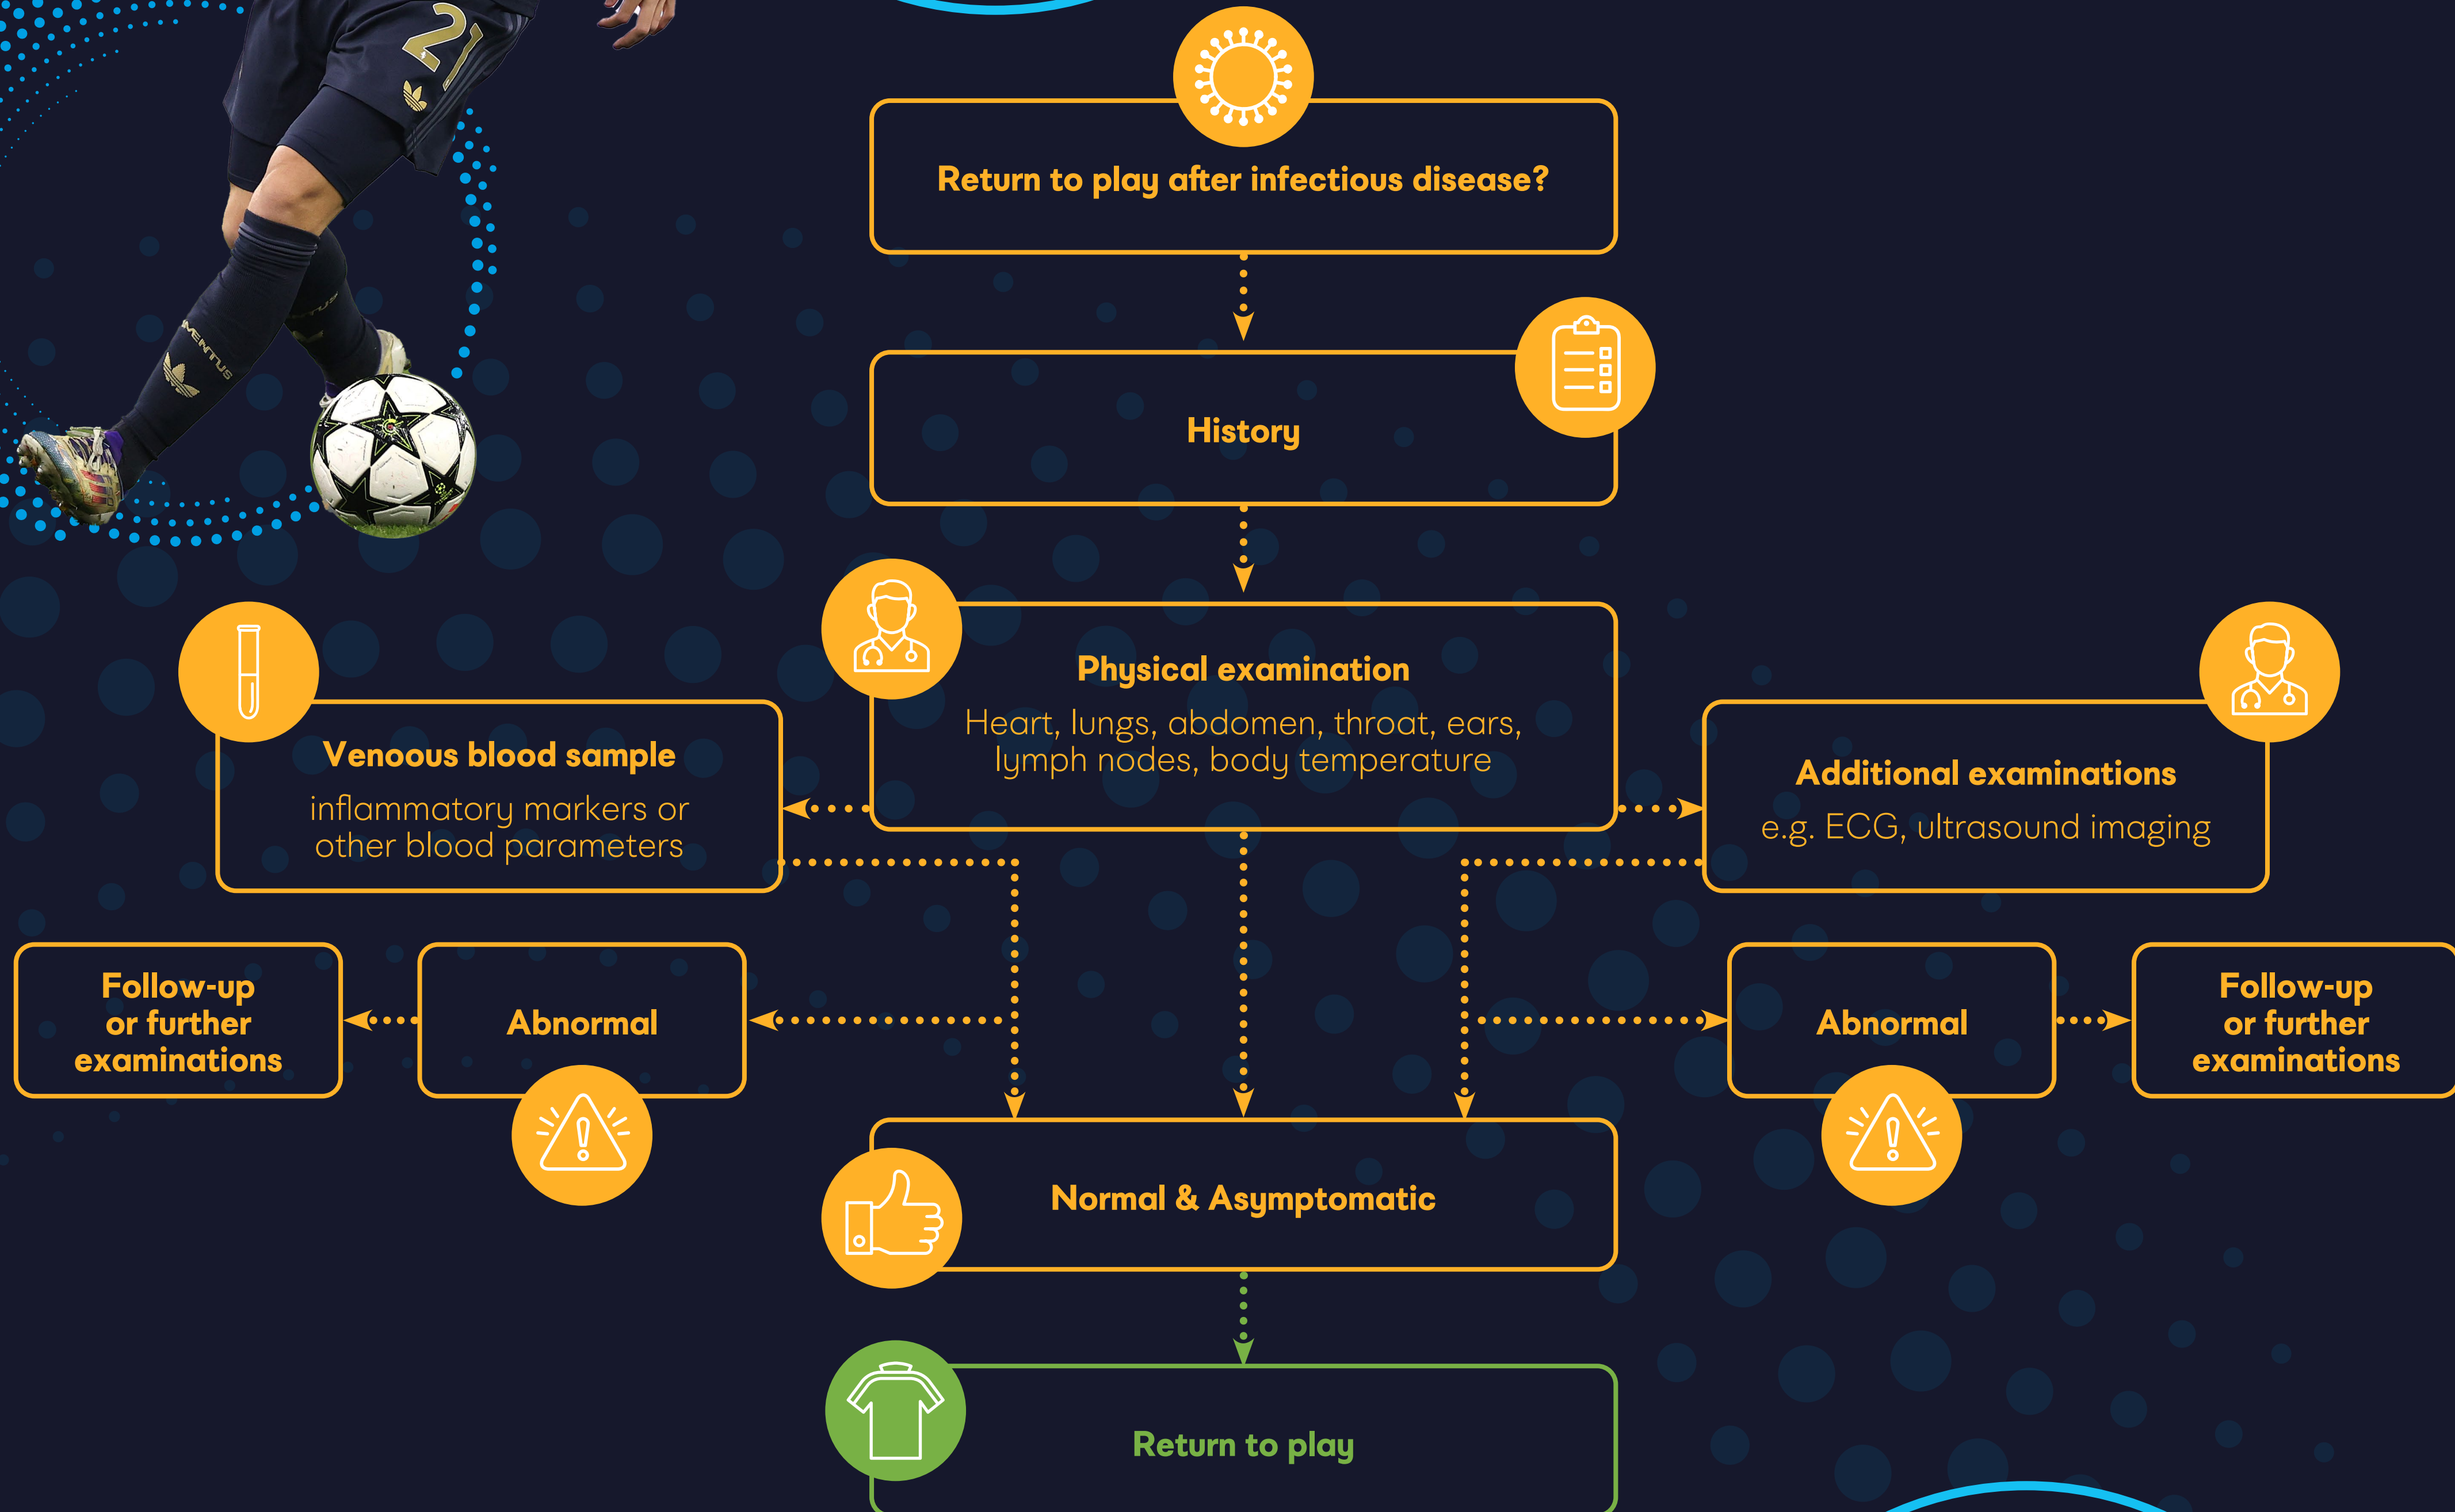 21
JUVENTUS
Return to play after infectious disease?
History
Physical examination
Heart, lungs, abdomen, throat, ears,
lymph nodes, body temperature
Venoous blood sample
inflammatory markers or
other blood parameters
Additional examinations
e.g. ECG, ultrasound imaging
Follow-up
or further
examinations
Abnormal
Abnormal
Follow-up
or further
examinations
Normal & Asymptomatic
Return to play